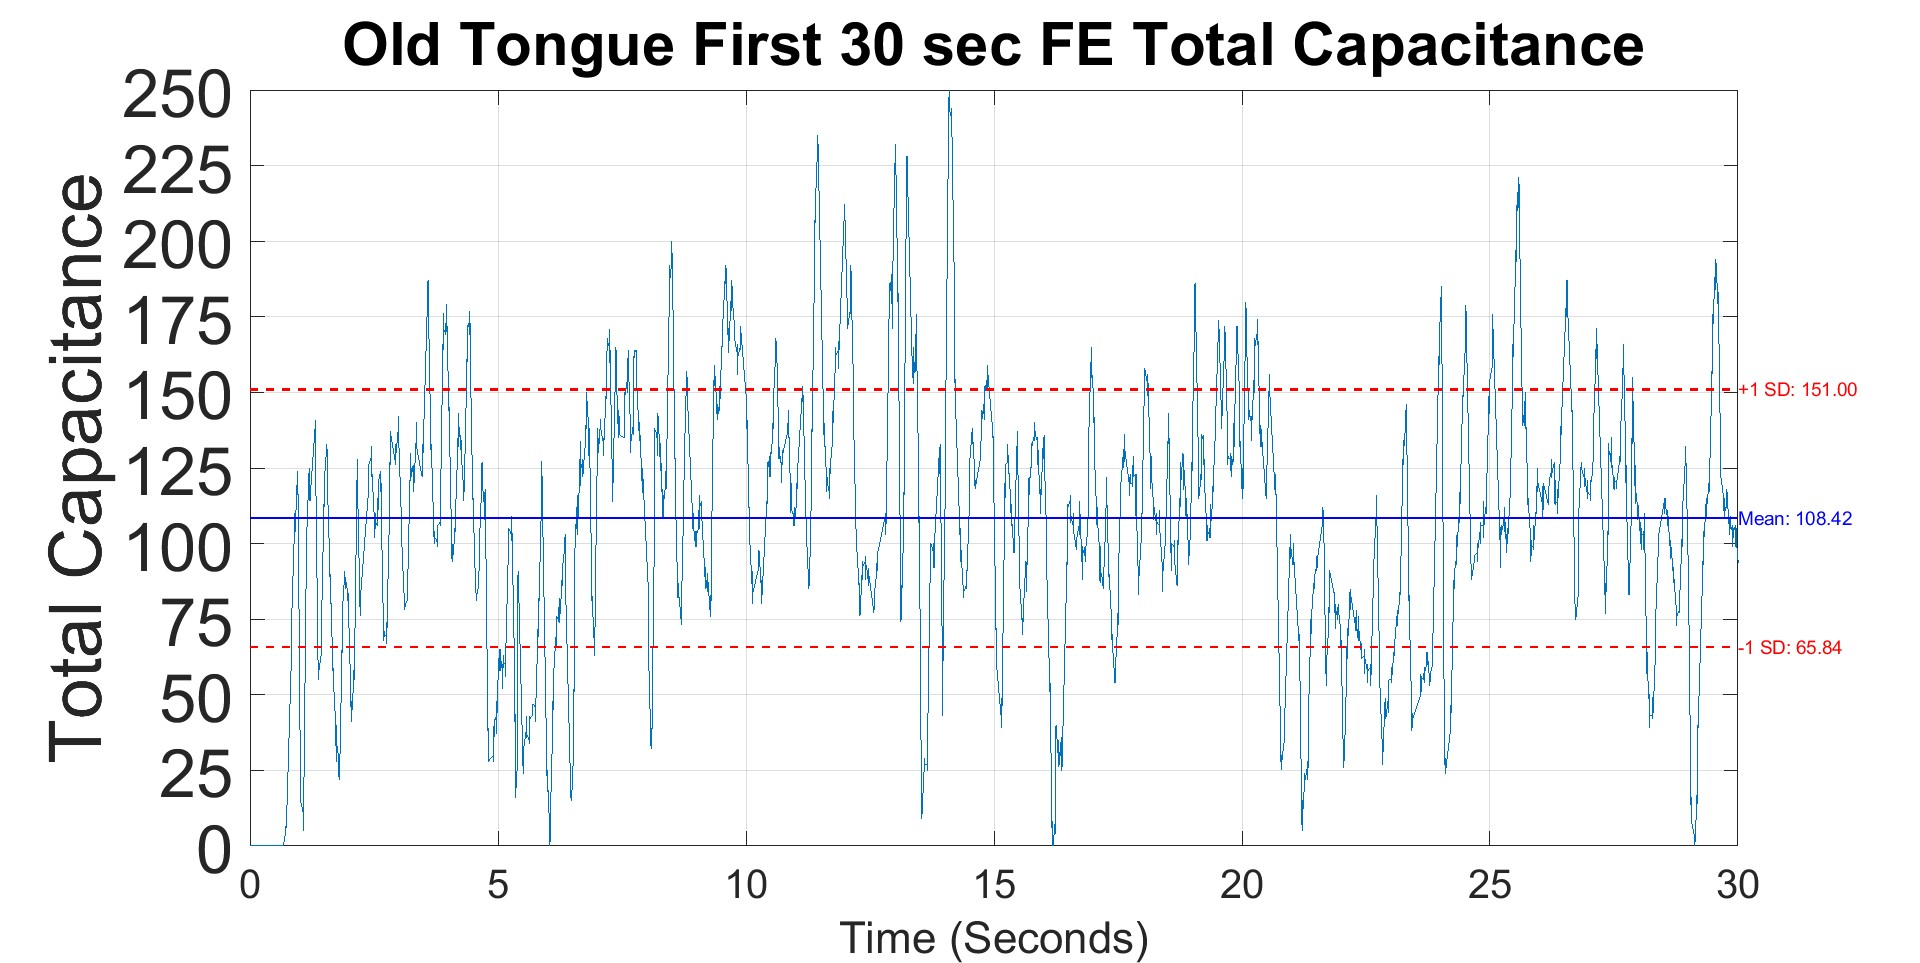 Old Tongue First 30 sec FE Total Capacitance
Total Capacitance
250
225
200
175
150
125
100
75
50
25
0
+1 SD: 151.00
Mean: 108.42
-1 SD: 65.84
0 5 10 15 20 25 30
Time (Seconds)